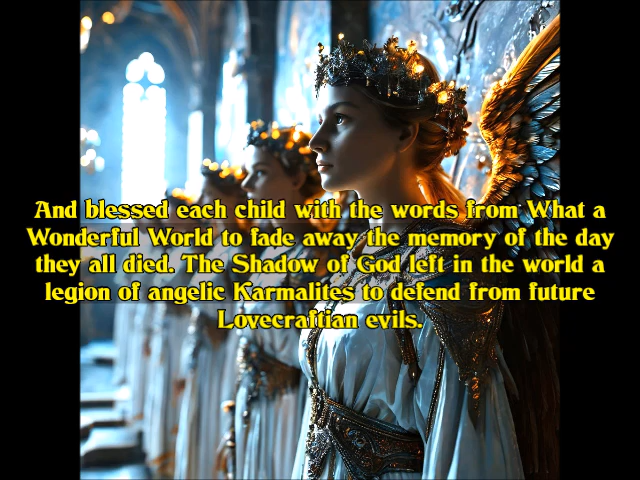 And blessed each child with the words from What a
Wonderful World to fade away the memory of the day
they all died. The Shadow of God left in the world a
legion of angelic Karmalites to defend from future
Lovecraftian evils.